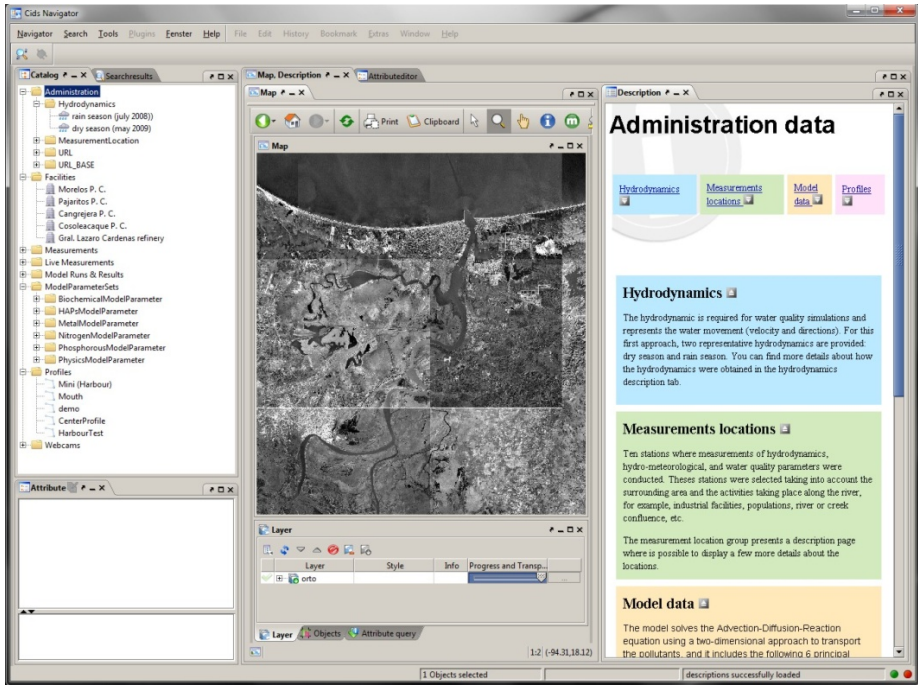 Cids Navigator
Navigator Search Tools Plugins Fenster Help File Edit History Bookmark Extras Window Help
Catalog
Searchresults
Administration
Hydrodynamics
rain season (july 2008))
dry season (may 2009)
MeasurementLocation
URL
URL_BASE
Facilities
Morelos P. C.
Pajaritos P. C.
Cangrejera P. C.
Cosoleacaque P. C.
Gral. Lazaro Cardenas refinery
Measurements
Live Measurements
Model Runs & Results
ModelParameterSets
BiochemicalModelParameter
HAPsModelParameter
MetalModelParameter
NitrogenModelParameter
PhosphorousModelParameter
PhysicsModelParameter
Profiles
Mini (Harbour)
Mouth
demo
CenterProfile
HarbourTest
Webcams
Attribute
Map, Description
Attributeditor
Map
Print Clipboard
Map
Layer
Layer Style Info Progress and Transp...
orto
...
Layer Objects Attribute query
1:2 (-94.31,18.12)
Description
Administration data
Hydrodynamics
Measurements
locations
Model
data
Profiles
Hydrodynamics
The hydrodynamic is required for water quality simulations and
represents the water movement (velocity and directions). For this
first approach, two representative hydrodynamics are provided:
dry season and rain season. You can find more details about how
the hydrodynamics were obtained in the hydrodynamics
description tab.
Measurements locations
Ten stations where measurements of hydrodynamics,
hydro-meteorological, and water quality parameters were
conducted. Theses stations were selected taking into account the
surrounding area and the activities taking place along the river,
for example, industrial facilities, populations, river or creek
confluence, etc.
The measurement location group presents a description page
where is possible to display a few more details about the
locations.
Model data
The model solves the Advection-Diffusion-Reaction
equation using a two-dimensional approach to transport
the pollutants, and it includes the following 6 principal
1 Objects selected
descriptions successfully loaded